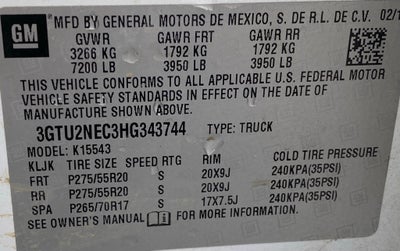 GM
MFD BY GENERAL MOTORS DE MEXICO, S. DE R.L. DE C.V. 02/1
GVWR GAWR FRT GAWR RR
3266 KG 1792 KG 1792 KG
7200 LB 3950 LB 3950 LB
THIS VEHICLE CONFORMS TO ALL APPLICABLE U.S. FEDERAL MOTOR
VEHICLE SAFETY STANDARDS IN EFFECT ON THE DATE OF
MANUFACTURE SHOWN ABOVE.
3GTU2NEC3HG343744 TYPE: TRUCK
MODEL: K15543
KLJK TIRE SIZE SPEED RTG RIM COLD TIRE PRESSURE
FRT P275/55R20 S 20X9J 240KPA(35PSI)
RR P275/55R20 S 20X9J 240KPA(35PSI)
SPA P265/70R17 S 17X7.5J 240KPA(35PSI)
SEE OWNER'S MANUAL FOR MORE INFORMATION.